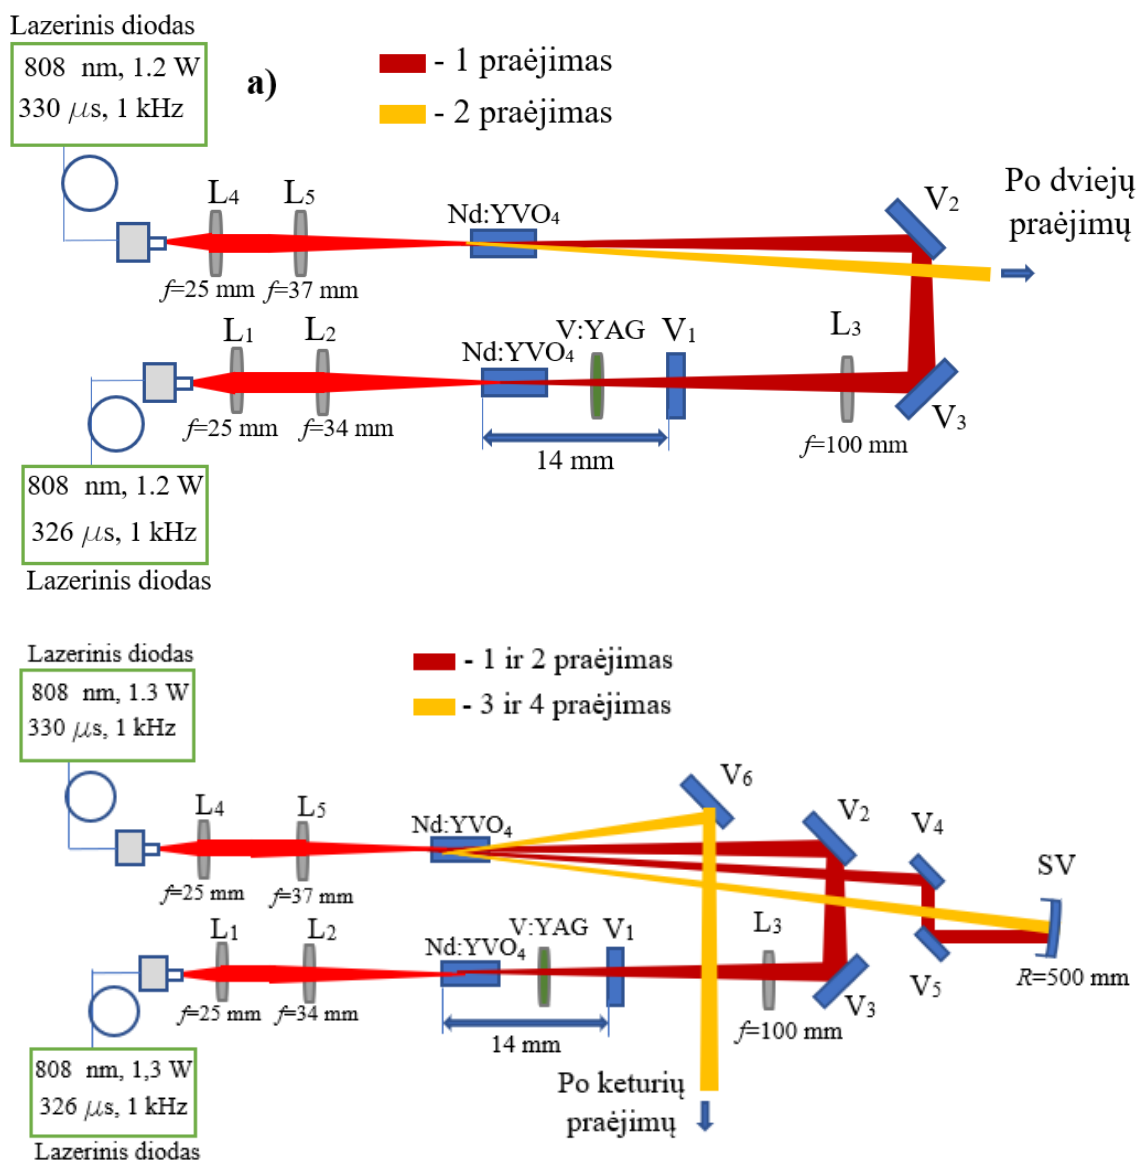 Lazerinis diodas
808 nm, 1.2 W
330 μs, 1 kHz
a)
- 1 praėjimas
- 2 praėjimas
L4
L5
Nd:YVO4
V2
Po dviejų
praėjimų
f=25 mm
f=37 mm
L1
L2
Nd:YVO4
V:YAG
V1
L3
V3
f=25 mm
f=34 mm
14 mm
f=100 mm
808 nm, 1.2 W
326 μs, 1 kHz
Lazerinis diodas
Lazerinis diodas
808 nm, 1.3 W
330 μs, 1 kHz
- 1 ir 2 praėjimas
- 3 ir 4 praėjimas
V6
L4
L5
Nd:YVO4
V2
V4
SV
f=25 mm
f=37 mm
L1
L2
Nd:YVO4
V:YAG
V1
L3
V3
V5
R=500 mm
f=25 mm
f=34 mm
14 mm
f=100 mm
808 nm, 1,3 W
326 μs, 1 kHz
Lazerinis diodas
Po keturių
praėjimų